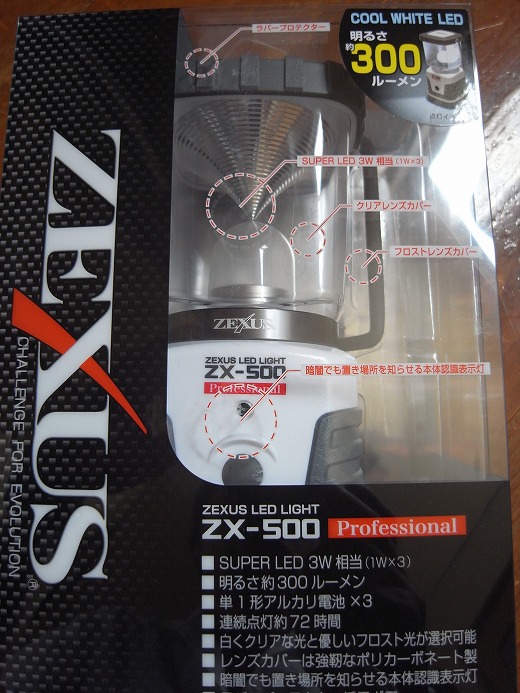 COOL WHITE LED
明るさ
約300
ルーメン
点灯イメージ
ラバープロテクター
SUPER LED 3W 相当 (1W×3)
クリアレンズカバー
フロストレンズカバー
ZEXUS
ZEXUS LED LIGHT
ZX-500
Professional
暗闇でも置き場所を知らせる本体認識表示灯
ZEXUS
CHALLENGE FOR EVOLUTION
®
ZEXUS LED LIGHT
ZX-500 Professional
■ SUPER LED 3W 相当 (1W×3)
■ 明るさ約300ルーメン
■ 単1形アルカリ電池 ×3
■ 連続点灯約72時間
■ 白くクリアな光と優しいフロスト光が選択可能
■ レンズカバーは強靭なポリカーボネート製
■ 暗闇でも置き場所を知らせる本体認識表示灯